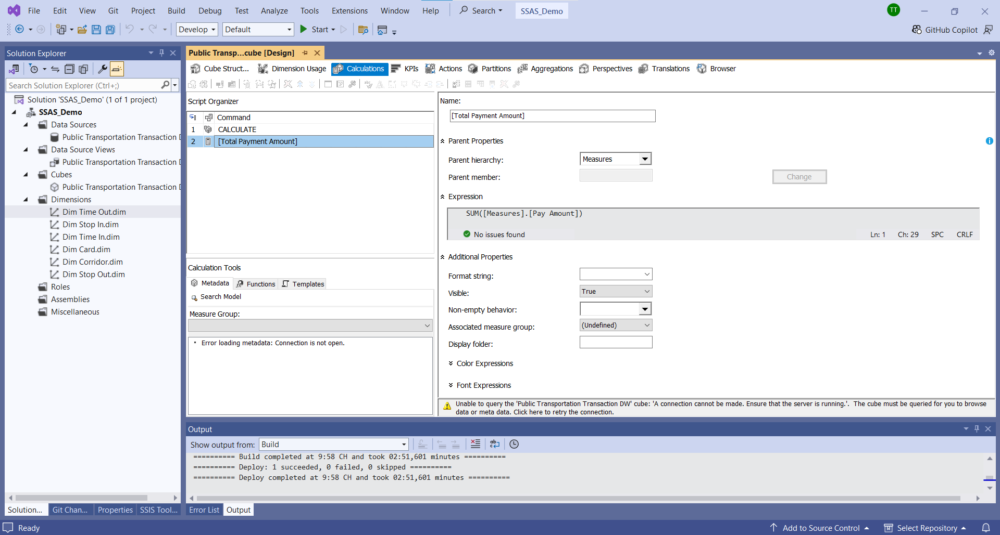 File Edit View Git Project Build Debug Test Analyze Tools Extensions Window Help Search SSAS_Demo TT
Develop Default Start GitHub Copilot
Solution Explorer
Search Solution Explorer (Ctrl+;)
Solution 'SSAS_Demo' (1 of 1 project)
SSAS_Demo
Data Sources
Public Transportation Transaction D
Data Source Views
Public Transportation Transaction D
Cubes
Public Transportation Transaction D
Dimensions
Dim Time Out.dim
Dim Stop In.dim
Dim Time In.dim
Dim Card.dim
Dim Corridor.dim
Dim Stop Out.dim
Roles
Assemblies
Miscellaneous
Solution... Git Chan... Properties SSIS Tool...
Public Transp...cube [Design]
Cube Struct... Dimension Usage Calculations KPIs Actions Partitions Aggregations Perspectives Translations Browser
Script Organizer
Command
1 CALCULATE
2 [Total Payment Amount]
Calculation Tools
Metadata Functions Templates
Search Model
Measure Group:
Error loading metadata: Connection is not open.
Name:
[Total Payment Amount]
Parent Properties
Parent hierarchy: Measures
Parent member: Change
Expression
SUM([Measures].[Pay Amount])
No issues found Ln: 1 Ch: 29 SPC CRLF
Additional Properties
Format string:
Visible: True
Non-empty behavior:
Associated measure group: (Undefined)
Display folder:
Color Expressions
Font Expressions
Unable to query the 'Public Transportation Transaction DW' cube: 'A connection cannot be made. Ensure that the server is running.'. The cube must be queried for you to browse
data or meta data. Click here to retry the connection.
Output
Show output from: Build
========== Build completed at 9:58 CH and took 02:51,601 minutes ==========
========== Deploy: 1 succeeded, 0 failed, 0 skipped ==========
========== Deploy completed at 9:58 CH and took 02:51,601 minutes ==========
Error List Output
Ready Add to Source Control Select Repository